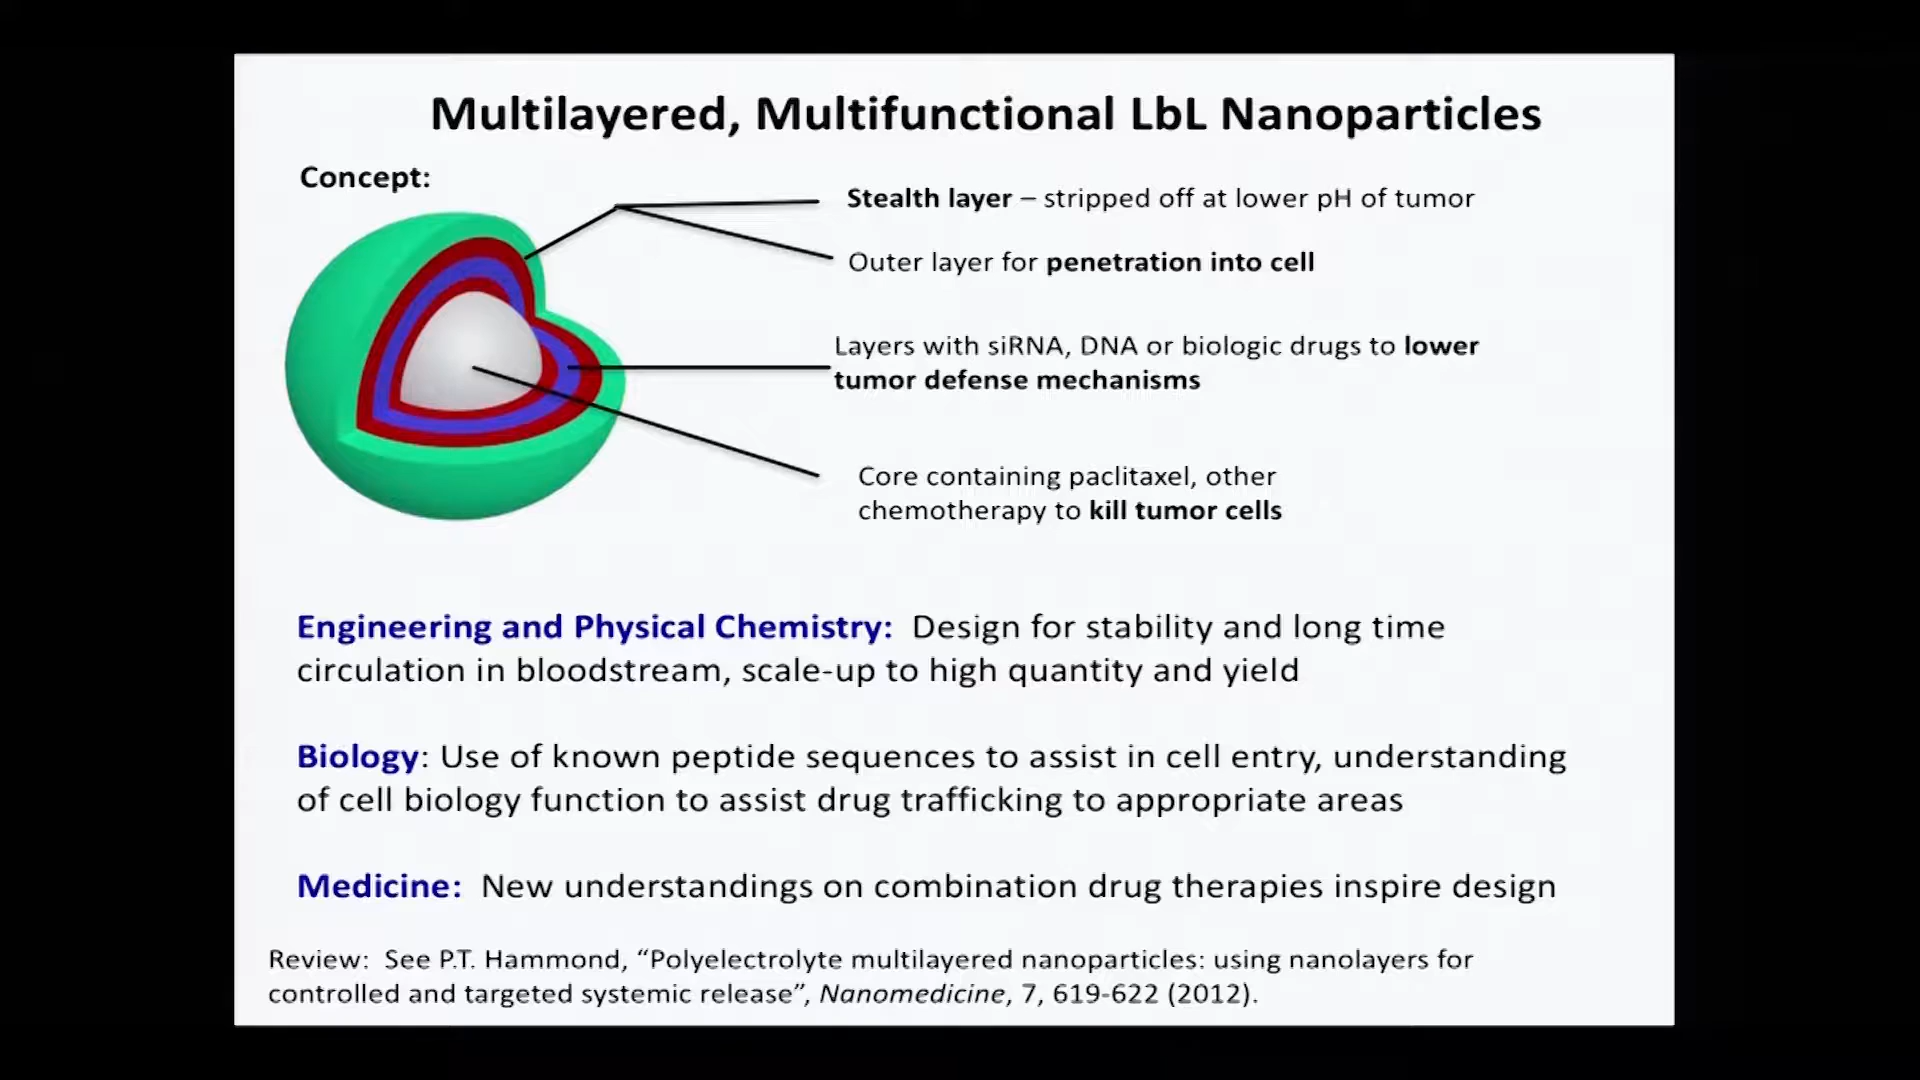 Multilayered, Multifunctional LbL Nanoparticles
Concept:
Stealth layer – stripped off at lower pH of tumor
Outer layer for penetration into cell
Layers with siRNA, DNA or biologic drugs to lower
tumor defense mechanisms
Core containing paclitaxel, other
chemotherapy to kill tumor cells
Engineering and Physical Chemistry: Design for stability and long time
circulation in bloodstream, scale-up to high quantity and yield
Biology: Use of known peptide sequences to assist in cell entry, understanding
of cell biology function to assist drug trafficking to appropriate areas
Medicine: New understandings on combination drug therapies inspire design
Review: See P.T. Hammond, “Polyelectrolyte multilayered nanoparticles: using nanolayers for
controlled and targeted systemic release”, Nanomedicine, 7, 619-622 (2012).